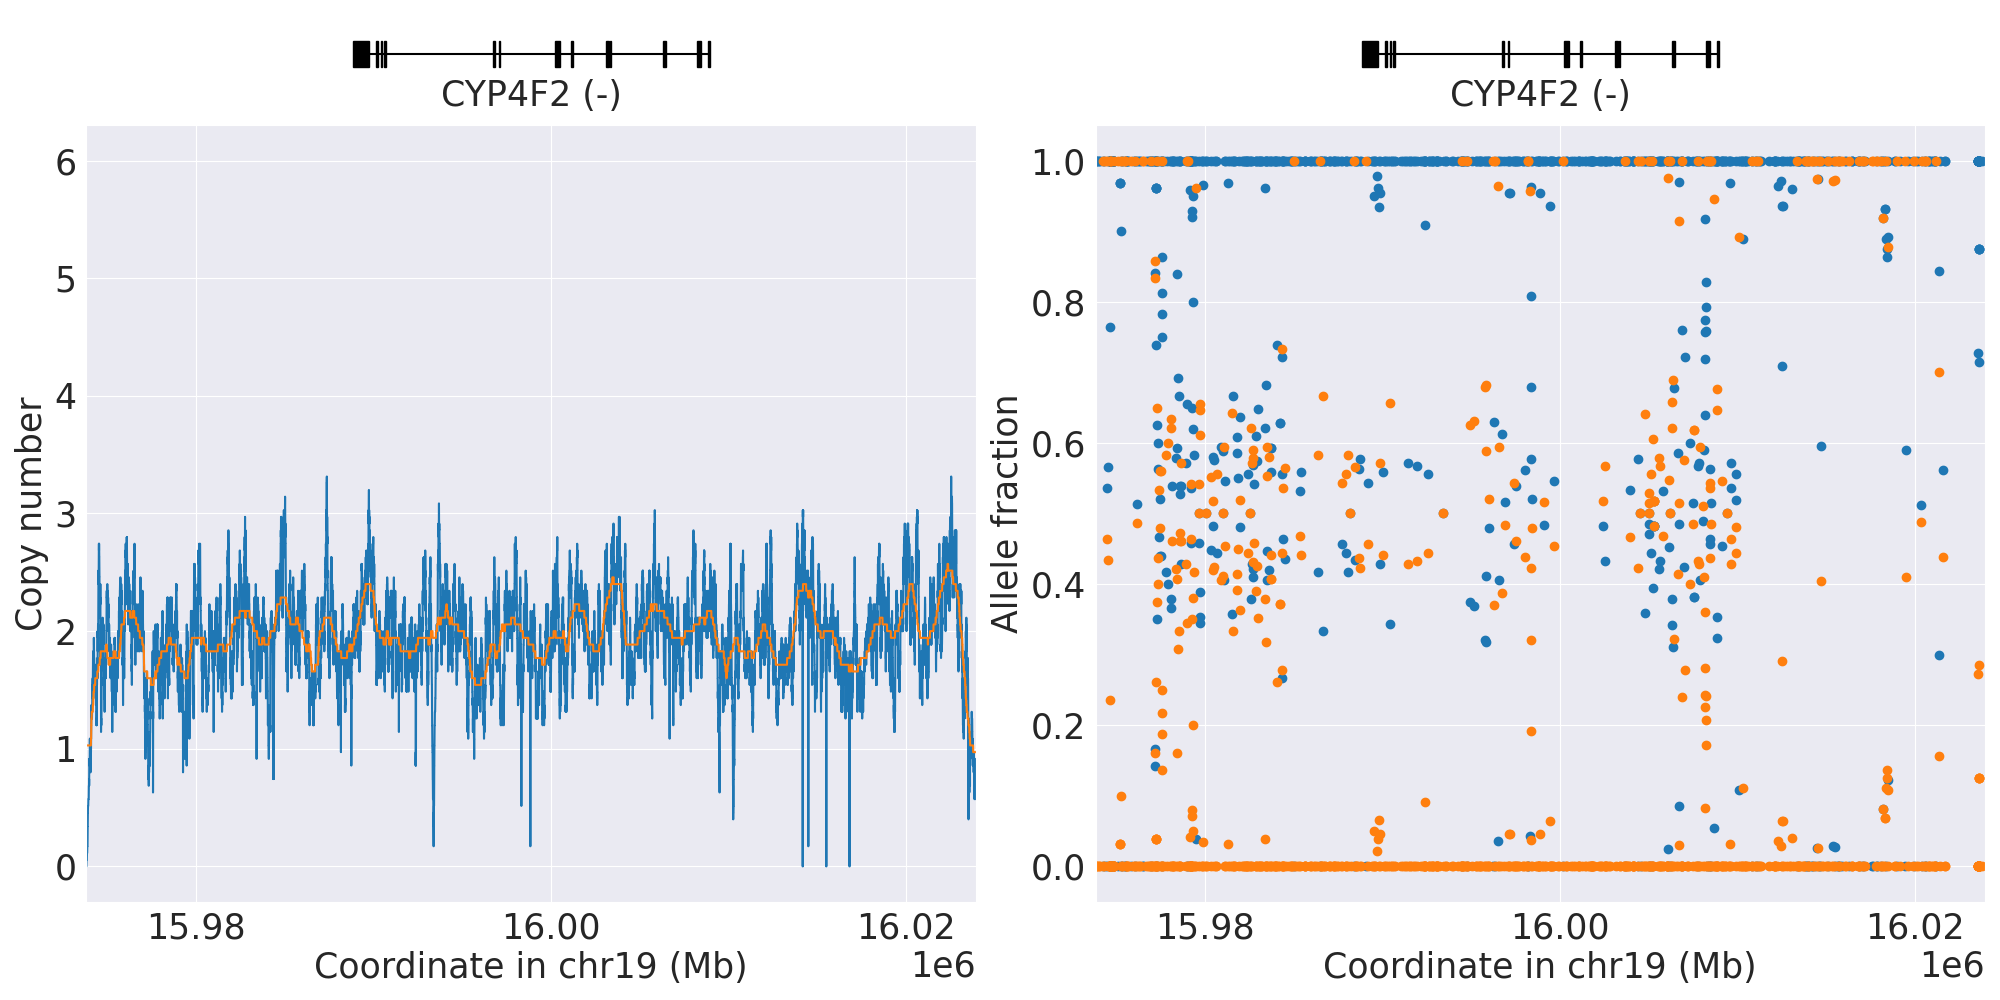 CYP4F2 (-)
Copy number
6
5
4
3
2
1
0
15.98
16.00
16.02
Coordinate in chr19 (Mb)
1e6
CYP4F2 (-)
Allele fraction
1.0
0.8
0.6
0.4
0.2
0.0
15.98
16.00
16.02
Coordinate in chr19 (Mb)
1e6